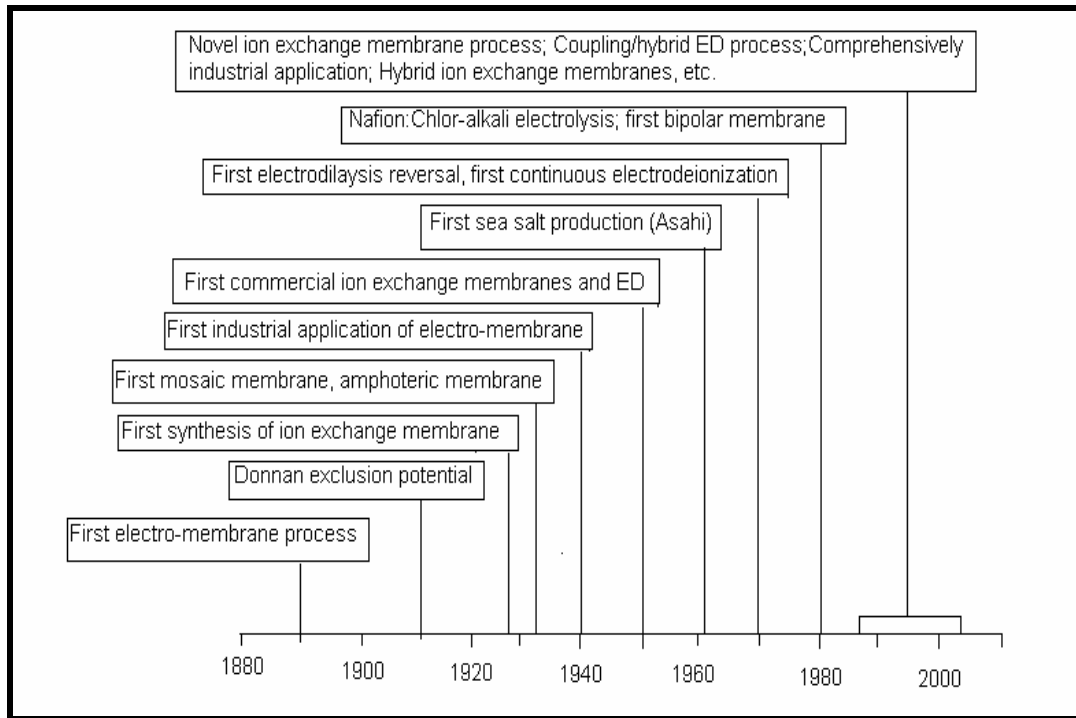 Novel ion exchange membrane process; Coupling/hybrid ED process;Comprehensively
industrial application; Hybrid ion exchange membranes, etc.
Nafion:Chlor-alkali electrolysis; first bipolar membrane
First electrodilaysis reversal, first continuous electrodeionization
First sea salt production (Asahi)
First commercial ion exchange membranes and ED
First industrial application of electro-membrane
First mosaic membrane, amphoteric membrane
First synthesis of ion exchange membrane
Donnan exclusion potential
First electro-membrane process
1880 1900 1920 1940 1960 1980 2000